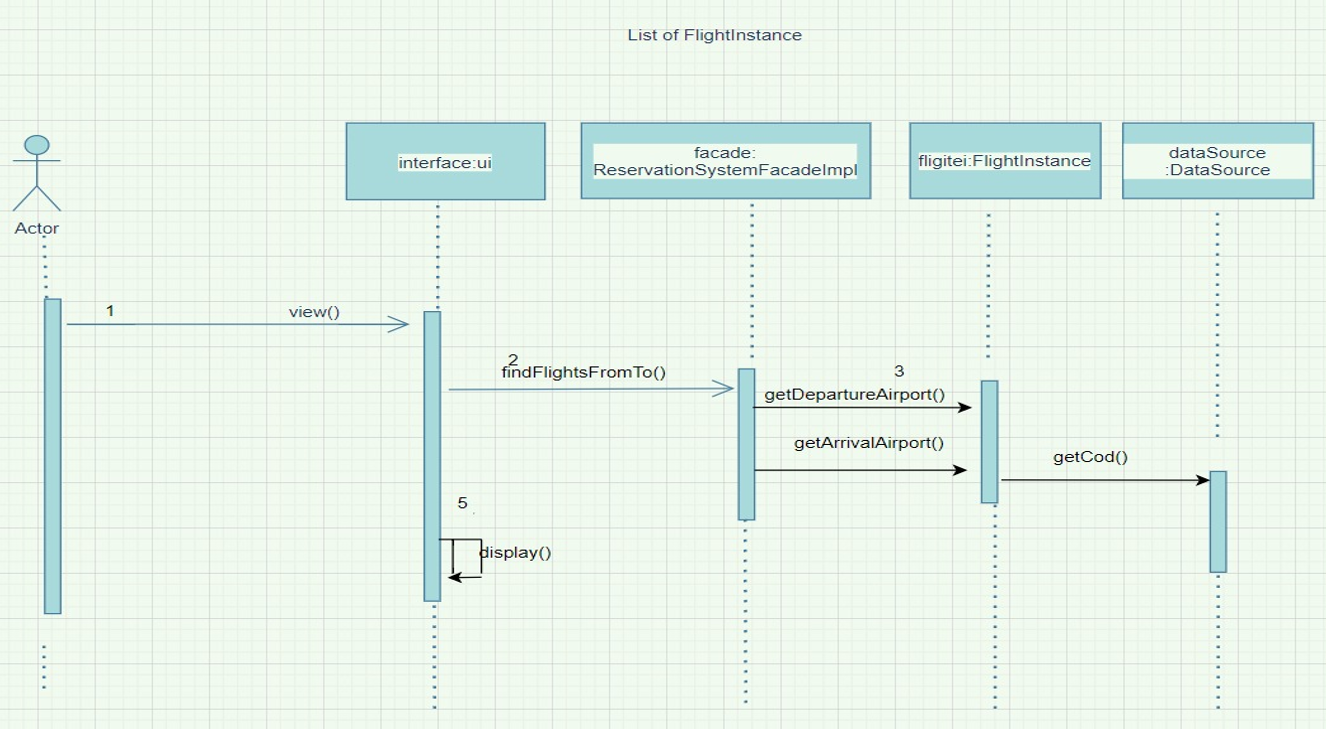 List of FlightInstance
interface:ui
facade:
ReservationSystemFacadeImpl
fligitei:FlightInstance
dataSource
:DataSource
Actor
1
view()
2
findFlightsFromTo()
3
getDepartureAirport()
getArrivalAirport()
getCod()
5
display()